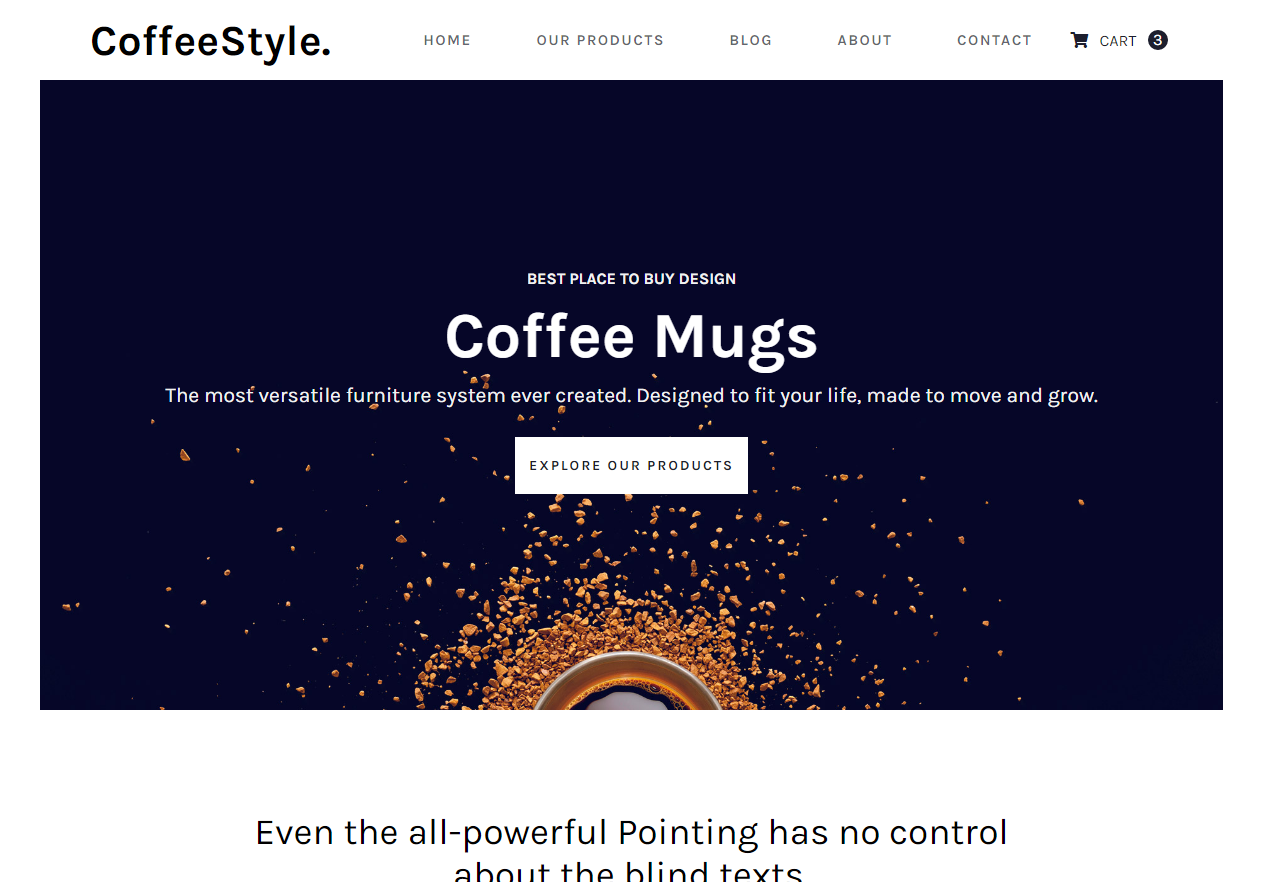 CoffeeStyle.
HOME OUR PRODUCTS BLOG ABOUT CONTACT CART 3
BEST PLACE TO BUY DESIGN
Coffee Mugs
The most versatile furniture system ever created. Designed to fit your life, made to move and grow.
EXPLORE OUR PRODUCTS
Even the all-powerful Pointing has no control
about the blind texts